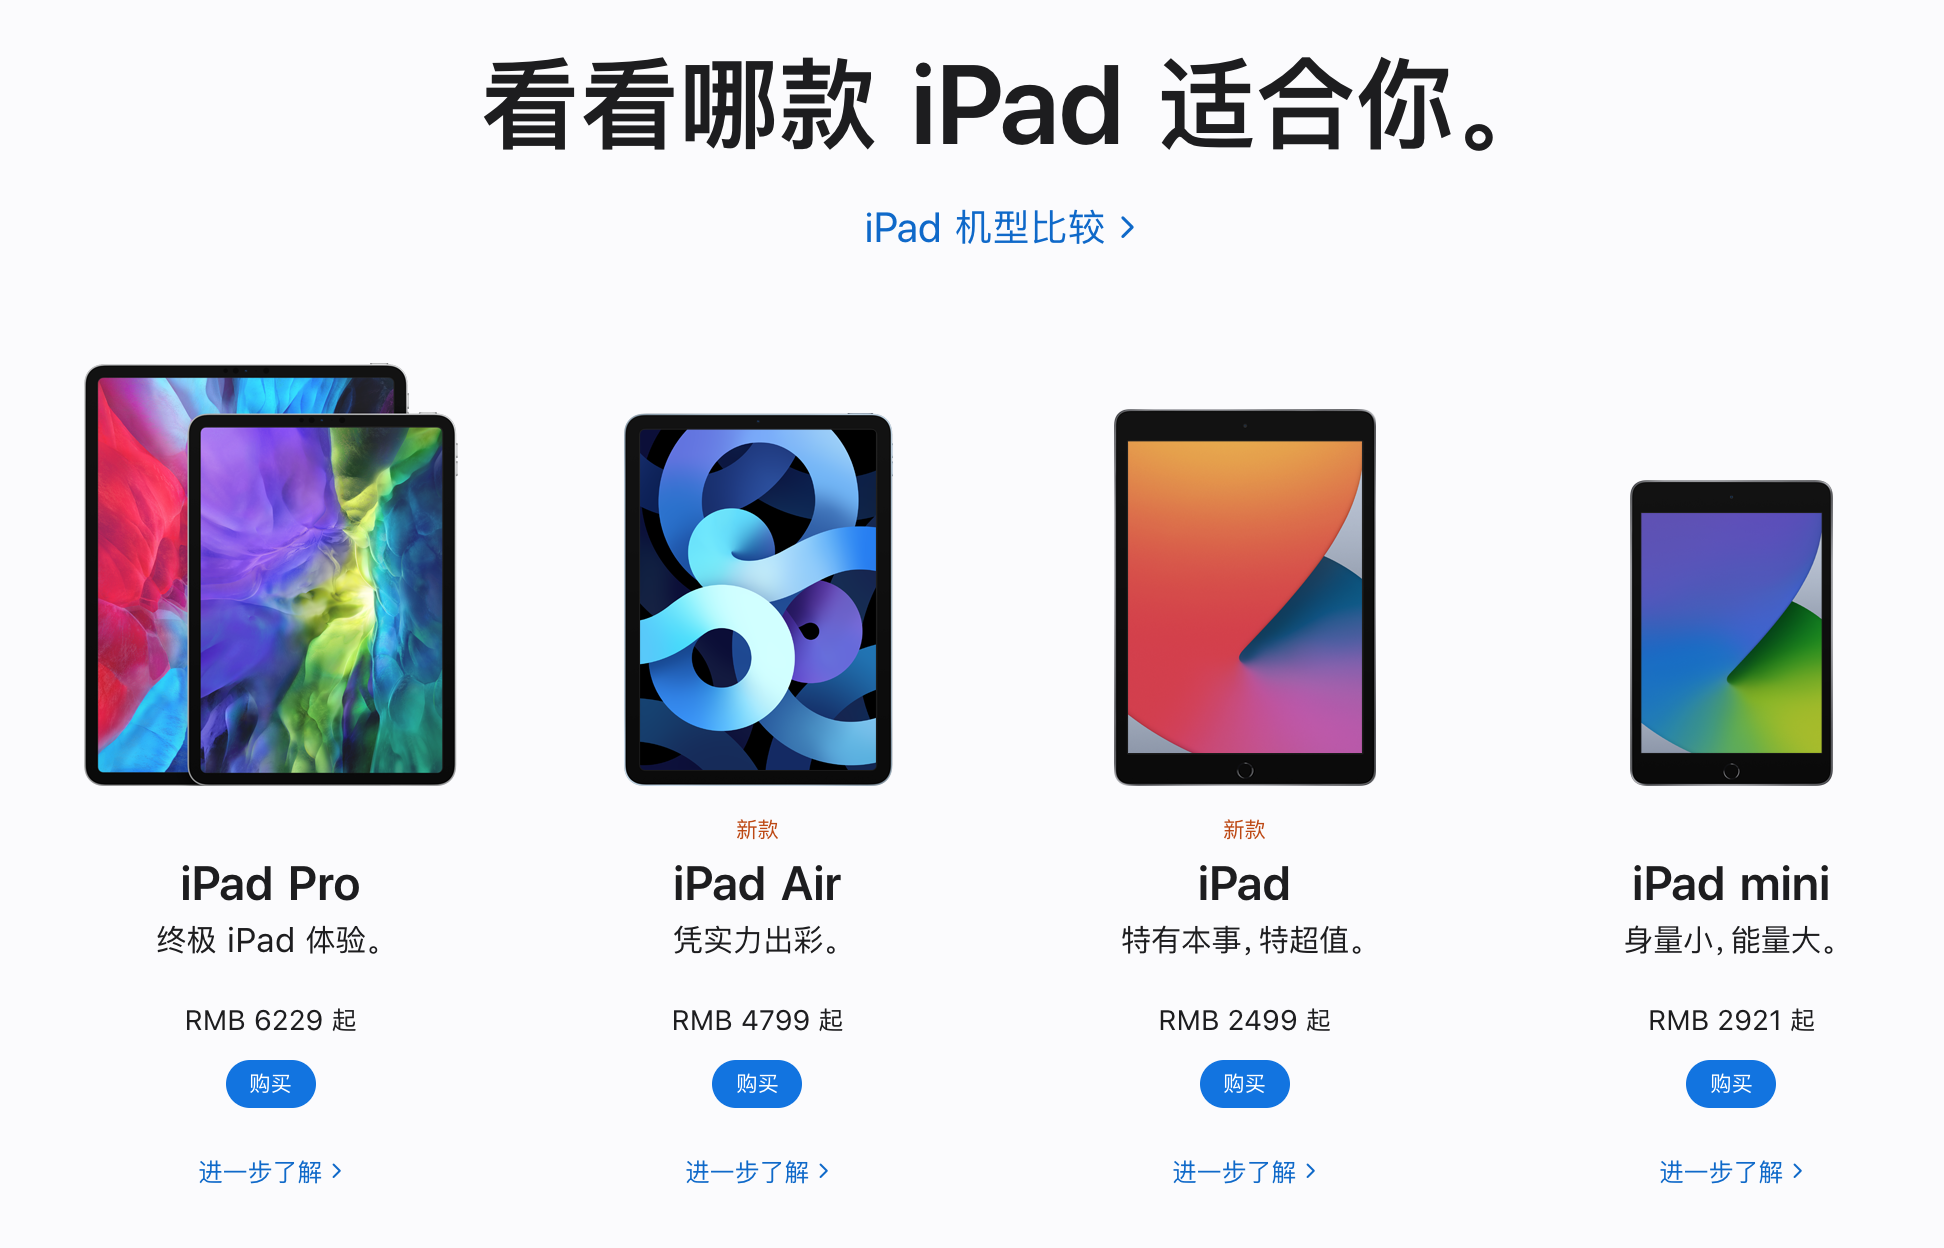 看看哪款 iPad 适合你。
iPad 机型比较 >
新款
新款
iPad Pro
iPad Air
iPad
iPad mini
终极 iPad 体验。
凭实力出彩。
特有本事，特超值。
身量小，能量大。
RMB 6229 起
RMB 4799 起
RMB 2499 起
RMB 2921 起
购买
购买
购买
购买
进一步了解 >
进一步了解 >
进一步了解 >
进一步了解 >